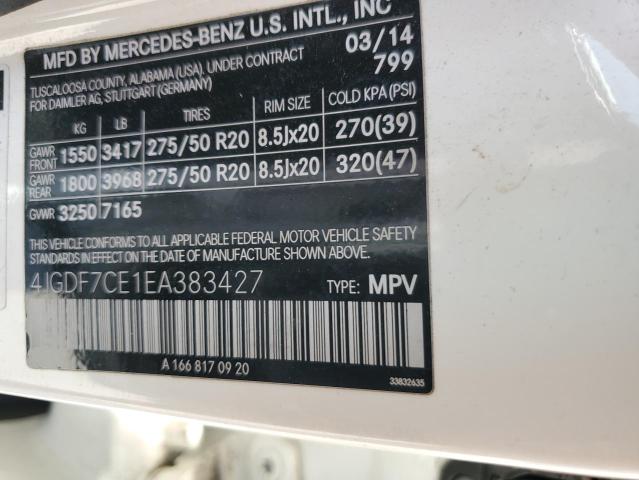 MFD BY MERCEDES-BENZ U.S. INTL., INC
03/14
TUSCALOOSA COUNTY, ALABAMA (USA). UNDER CONTRACT 799
FOR DAIMLER AG, STUTTGART (GERMANY)
KG LB TIRES RIM SIZE COLD KPA (PSI)
GAWR FRONT 1550 3417 275/50 R20 8.5Jx20 270(39)
GAWR REAR 1800 3968 275/50 R20 8.5Jx20 320(47)
GVWR 3250 7165
THIS VEHICLE CONFORMS TO ALL APPLICABLE FEDERAL MOTOR VEHICLE SAFETY
STANDARDS IN EFFECT ON THE DATE OF MANUFACTURE SHOWN ABOVE.
4JGDF7CE1EA383427 TYPE: MPV
A 166 817 09 20
33832635